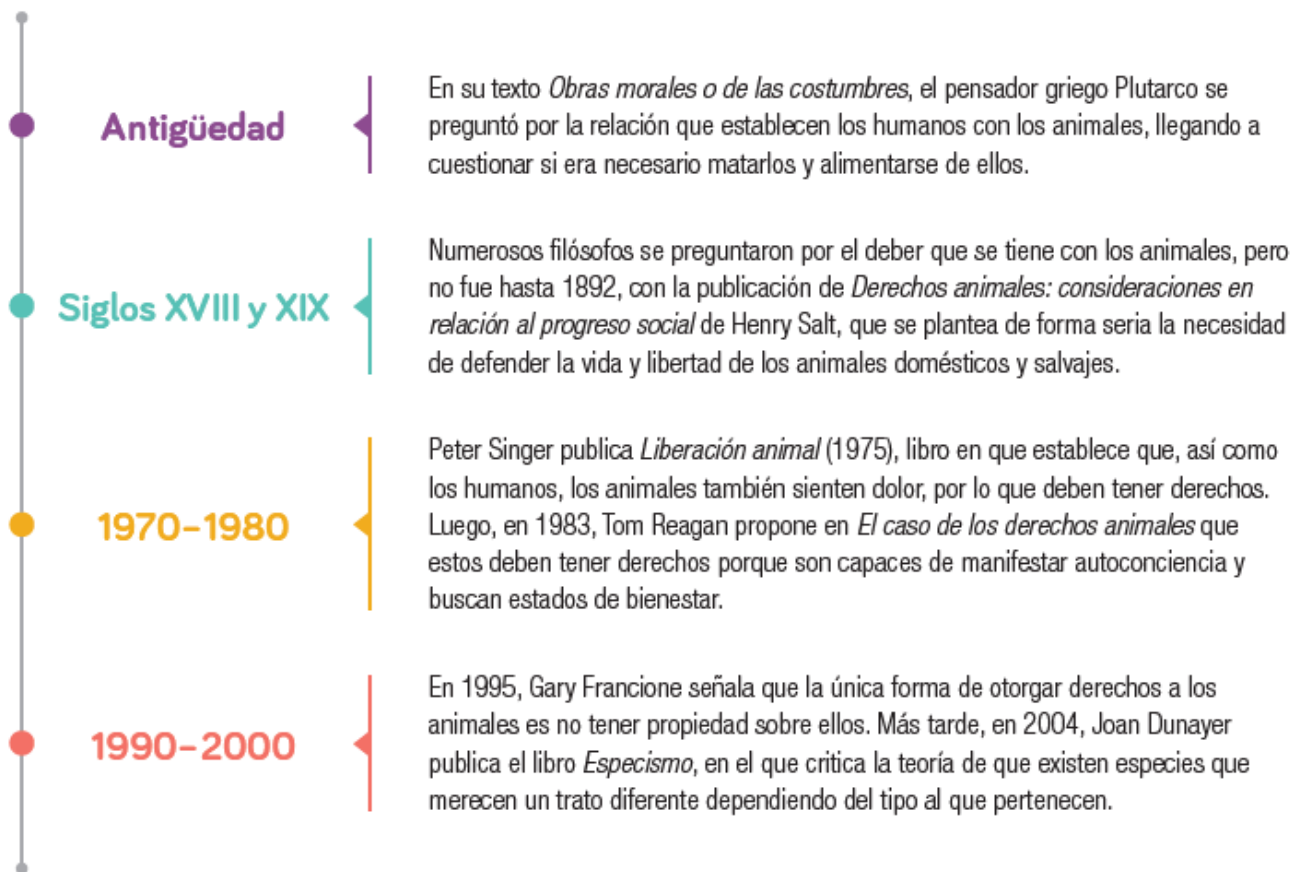 Antigüedad
En su texto Obras morales o de las costumbres, el pensador griego Plutarco se
preguntó por la relación que establecen los humanos con los animales, llegando a
cuestionar si era necesario matarlos y alimentarse de ellos.
Siglos XVIII y XIX
Numerosos filósofos se preguntaron por el deber que se tiene con los animales, pero
no fue hasta 1892, con la publicación de Derechos animales: consideraciones en
relación al progreso social de Henry Salt, que se plantea de forma seria la necesidad
de defender la vida y libertad de los animales domésticos y salvajes.
1970–1980
Peter Singer publica Liberación animal (1975), libro en que establece que, así como
los humanos, los animales también sienten dolor, por lo que deben tener derechos.
Luego, en 1983, Tom Reagan propone en El caso de los derechos animales que
estos deben tener derechos porque son capaces de manifestar autoconciencia y
buscan estados de bienestar.
1990–2000
En 1995, Gary Francione señala que la única forma de otorgar derechos a los
animales es no tener propiedad sobre ellos. Más tarde, en 2004, Joan Dunayer
publica el libro Especismo, en el que critica la teoría de que existen especies que
merecen un trato diferente dependiendo del tipo al que pertenecen.